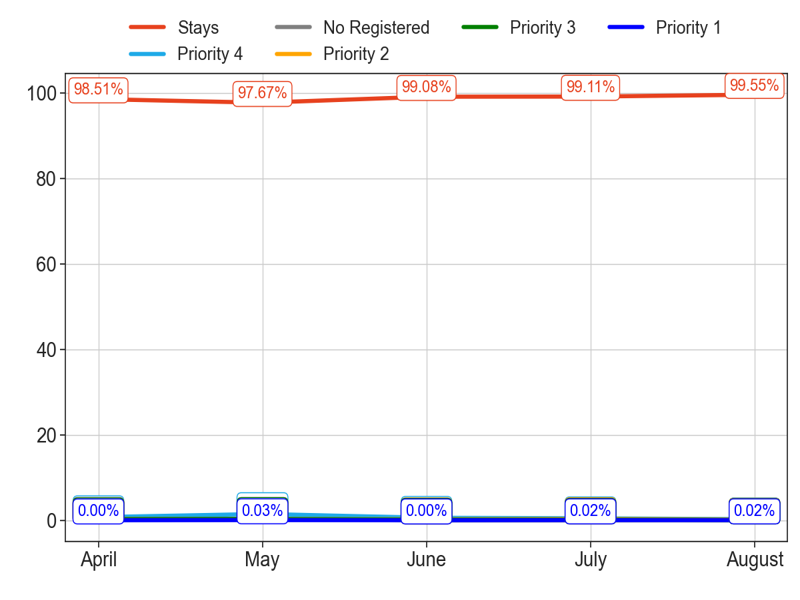 Stays No Registered Priority 3 Priority 1
Priority 4 Priority 2
100
98.51% 97.67% 99.08% 99.11% 99.55%
80
60
40
20
0
0.00% 0.03% 0.00% 0.02% 0.02%
April May June July August